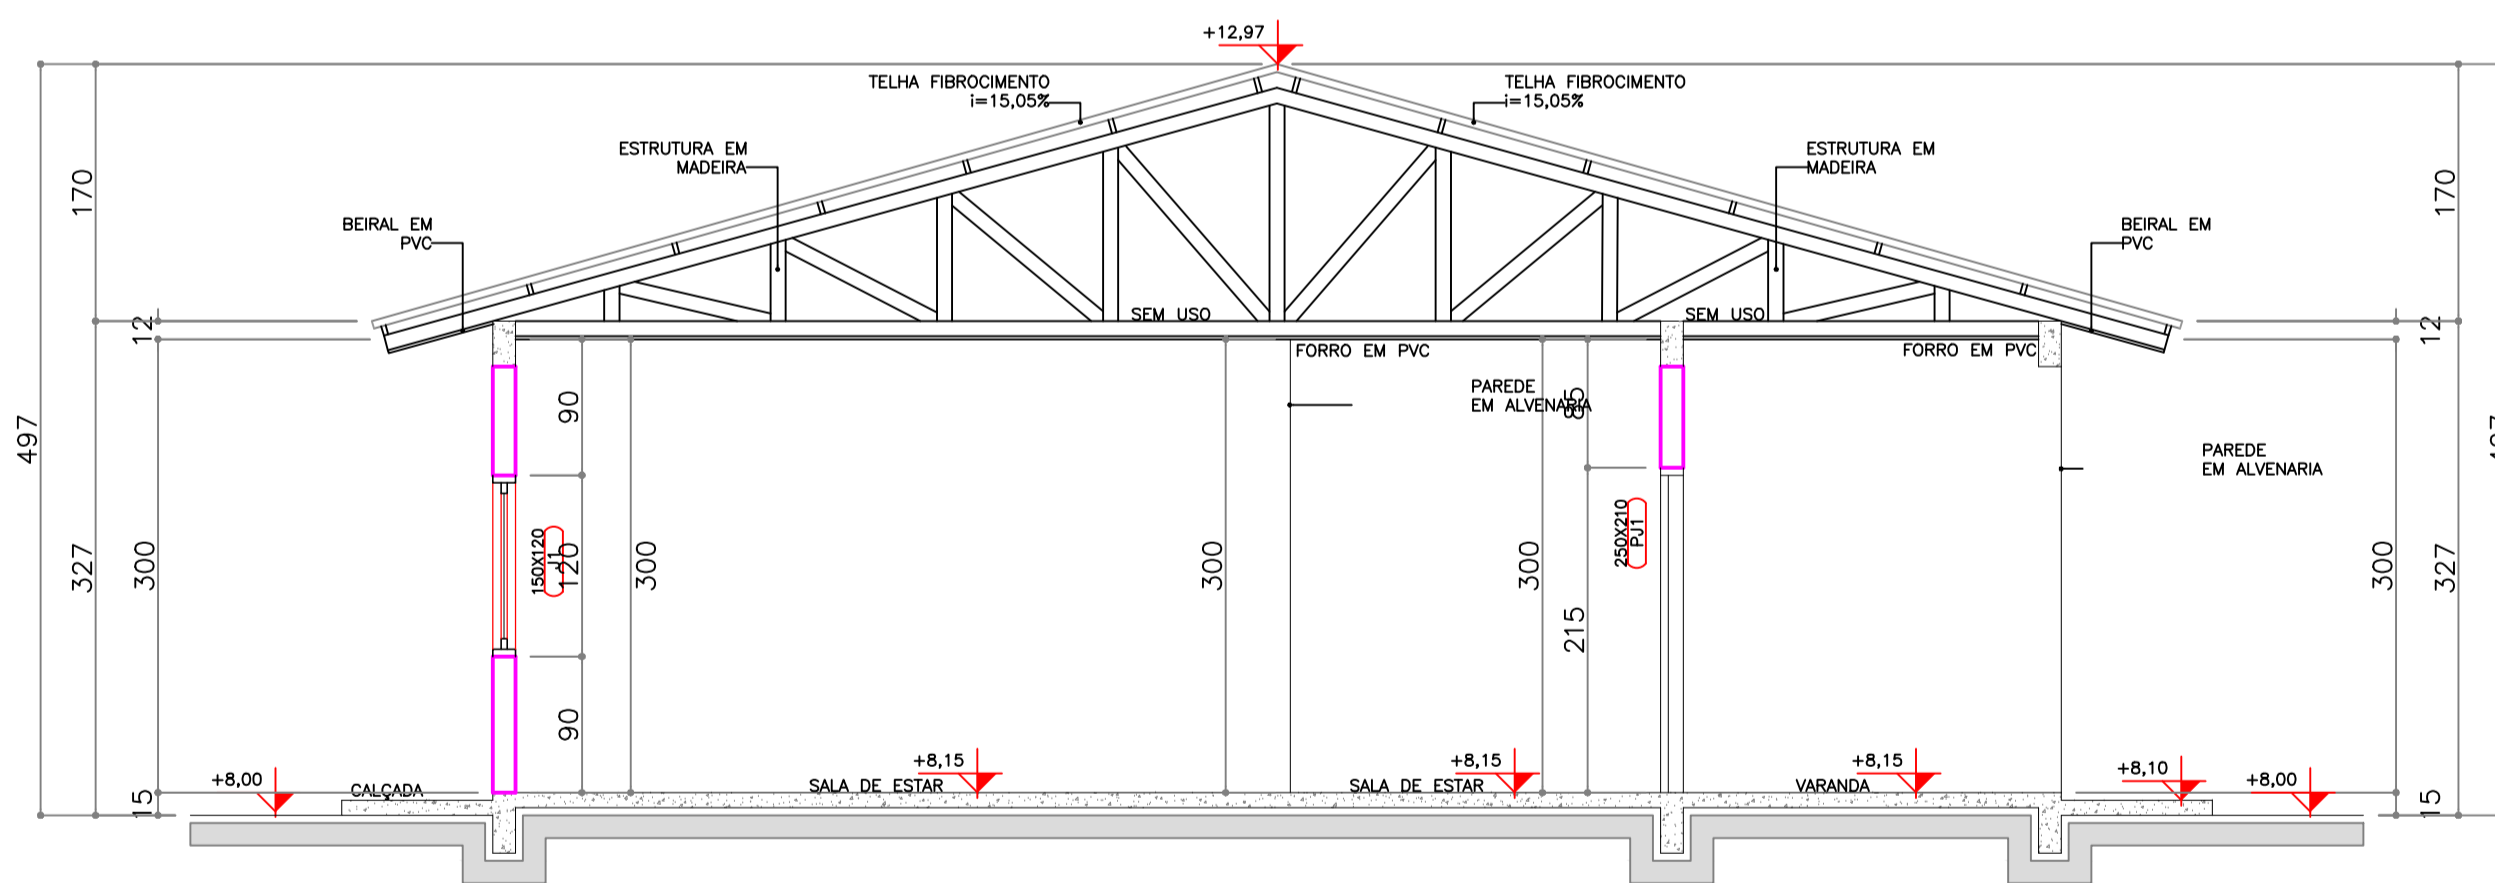 +12,97
TELHA FIBROCIMENTO
i=15,05%
TELHA FIBROCIMENTO
i=15,05%
ESTRUTURA EM
MADEIRA
ESTRUTURA EM
MADEIRA
BEIRAL EM
PVC
BEIRAL EM
PVC
170
170
12
12
SEM USO
SEM USO
FORRO EM PVC
FORRO EM PVC
PAREDE
EM ALVENARIA
PAREDE
EM ALVENARIA
90
85
497
327
300
150X120
J1
120
300
300
300
250X210
PJ1
215
300
327
90
+8,00
CALÇADA
15
SALA DE ESTAR
+8,15
SALA DE ESTAR
+8,15
VARANDA
+8,15
+8,10
+8,00
15